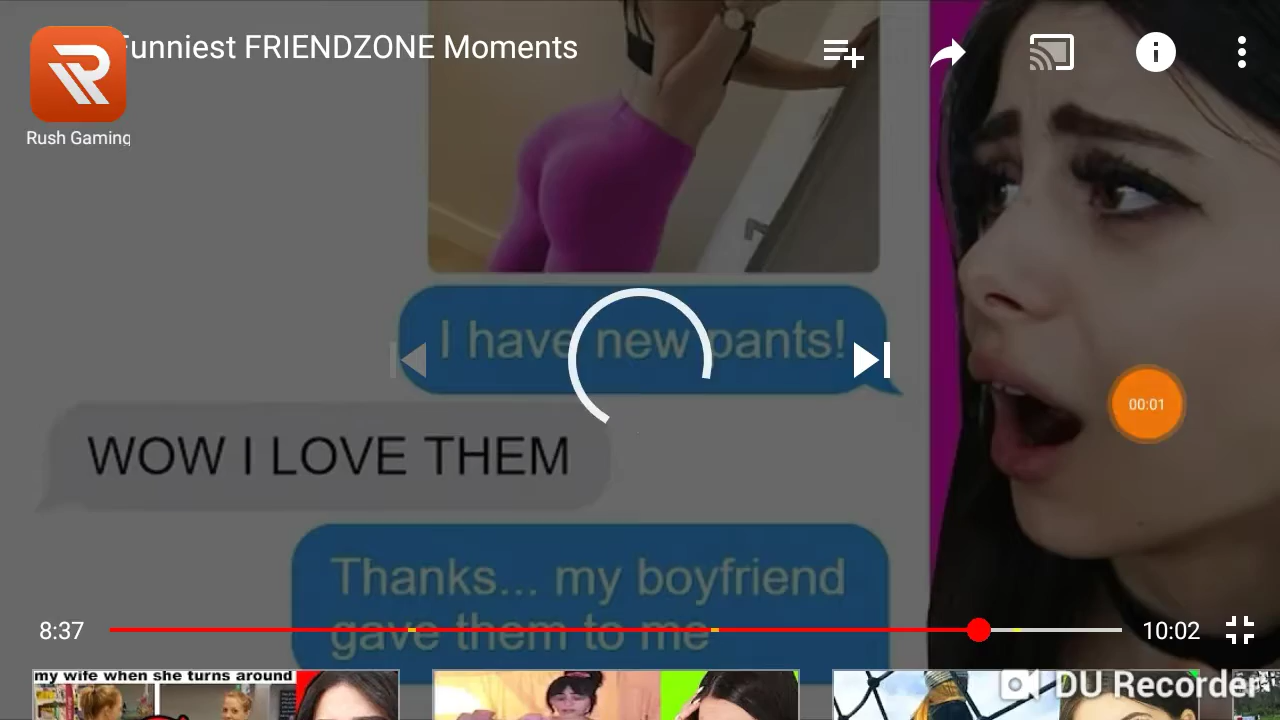 Funniest FRIENDZONE Moments
Rush Gaming
I have new pants!
WOW I LOVE THEM
00:01
Thanks... my boyfriend
gave them to me
8:37
10:02
my wife when she turns around
DU Recorder